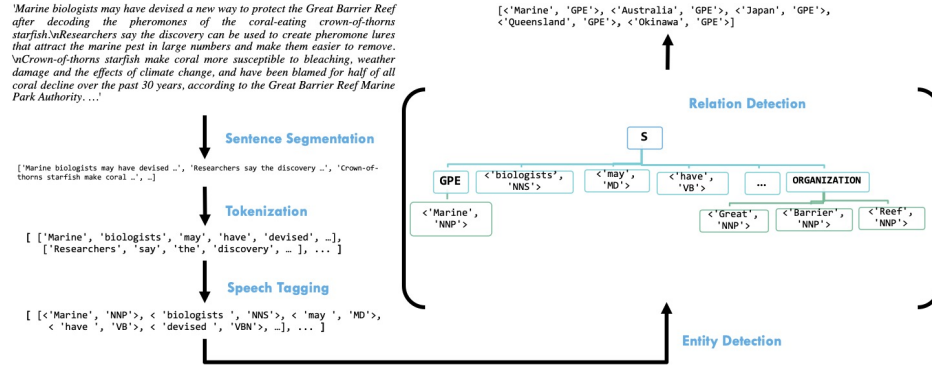 'Marine biologists may have devised a new way to protect the Great Barrier Reef
after decoding the pheromones of the coral-eating crown-of-thorns
starfish.\nResearchers say the discovery can be used to create pheromone lures
that attract the marine pest in large numbers and make them easier to remove.
\nCrown-of-thorns starfish make coral more susceptible to bleaching, weather
damage and the effects of climate change, and have been blamed for half of all
coral decline over the past 30 years, according to the Great Barrier Reef Marine
Park Authority. ...'
Sentence Segmentation
['Marine biologists may have devised …', 'Researchers say the discovery …', 'Crown-of-
thorns starfish make coral …', …]
Tokenization
[ ['Marine', 'biologists', 'may', 'have', 'devised', …],
['Researchers', 'say', 'the', 'discovery', … ], ... ]
Speech Tagging
[ [<'Marine', 'NNP'>, < 'biologists ', 'NNS'>, < 'may ', 'MD'>,
< 'have ', 'VB'>, < 'devised ', 'VBN'>, …], ... ]
Entity Detection
S
GPE
<'biologists', 'NNS'>
<'may', 'MD'>
<'have', 'VB'>
...
ORGANIZATION
<'Marine', 'NNP'>
<'Great', 'NNP'>
<'Barrier', 'NNP'>
<'Reef', 'NNP'>
Relation Detection
[<'Marine', 'GPE'>, <'Australia', 'GPE'>, <'Japan', 'GPE'>,
<'Queensland', 'GPE'>, <'Okinawa', 'GPE'>]